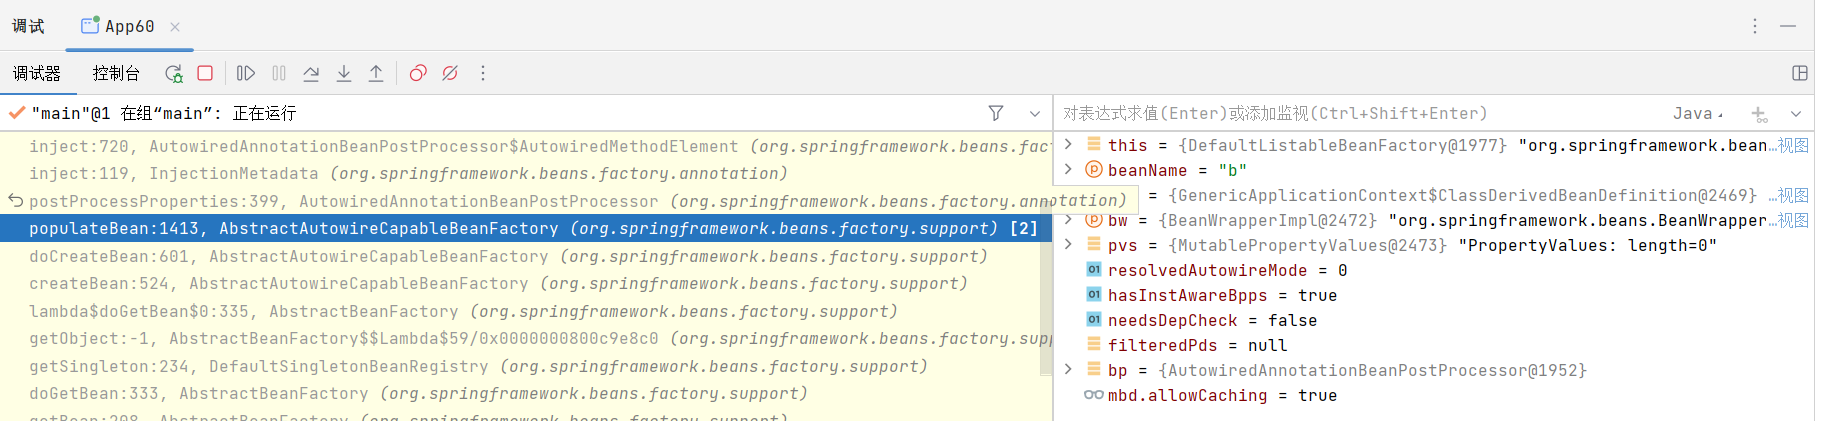 调试 App60
调试器 控制台
"main"@1 在组“main”: 正在运行
对表达式求值(Enter)或添加监视(Ctrl+Shift+Enter) Java
inject:720, AutowiredAnnotationBeanPostProcessor$AutowiredMethodElement (org.springframework.beans.fac
inject:119, InjectionMetadata (org.springframework.beans.factory.annotation)
postProcessProperties:399, AutowiredAnnotationBeanPostProcessor (org.springframework.beans.factory.annotation)
populateBean:1413, AbstractAutowireCapableBeanFactory (org.springframework.beans.factory.support) [2]
doCreateBean:601, AbstractAutowireCapableBeanFactory (org.springframework.beans.factory.support)
createBean:524, AbstractAutowireCapableBeanFactory (org.springframework.beans.factory.support)
lambda$doGetBean$0:335, AbstractBeanFactory (org.springframework.beans.factory.support)
getObject:-1, AbstractBeanFactory$$Lambda$59/0x0000000800c9e8c0 (org.springframework.beans.factory.sup
getSingleton:234, DefaultSingletonBeanRegistry (org.springframework.beans.factory.support)
doGetBean:333, AbstractBeanFactory (org.springframework.beans.factory.support)
getBean:208, AbstractBeanFactory (org.springframework.beans.factory.support)
this = {DefaultListableBeanFactory@1977} "org.springframework.bean …视图
beanName = "b"
= {GenericApplicationContext$ClassDerivedBeanDefinition@2469} …视图
bw = {BeanWrapperImpl@2472} "org.springframework.beans.BeanWrapper …视图
pvs = {MutablePropertyValues@2473} "PropertyValues: length=0"
resolvedAutowireMode = 0
hasInstAwareBpps = true
needsDepCheck = false
filteredPds = null
bp = {AutowiredAnnotationBeanPostProcessor@1952}
mbd.allowCaching = true